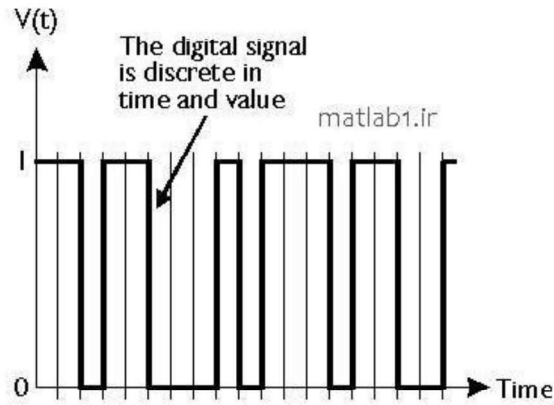 V(t)
The digital signal
is discrete in
time and value
matlab1.ir
1
0
Time